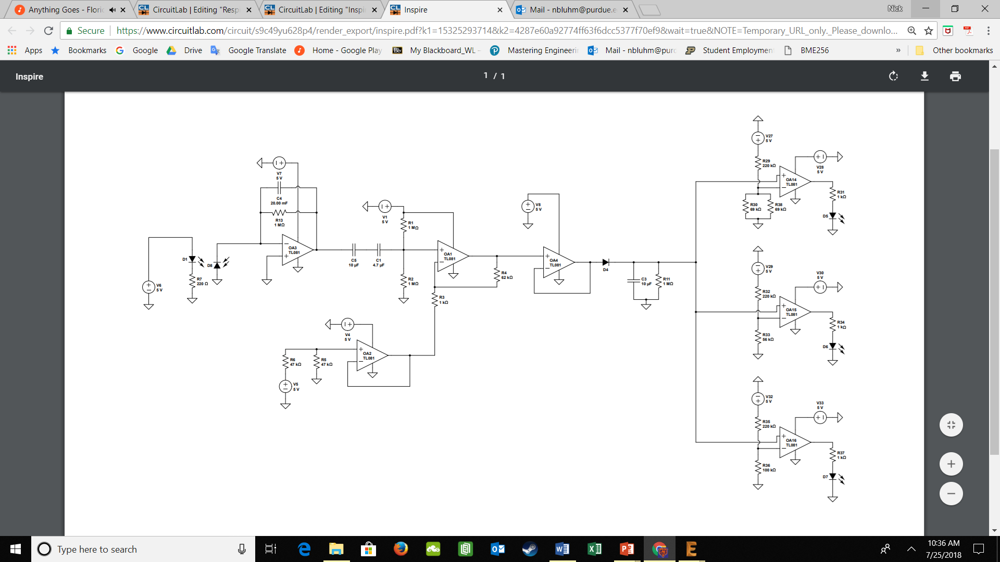 Anything Goes - Floric
CircuitLab | Editing "Resp
CircuitLab | Editing "Inspi
Inspire
Mail - nbluhm@purdue.e
Nick
Secure
https://www.circuitlab.com/circuit/s9c49yu628p4/render_export/inspire.pdf?k1=15325293714&k2=4287e60a92774ff63f6dcc5377f70ef9&wait=true&NOTE=Temporary_URL_only._Please_downlo...
Apps
Bookmarks
Google
Drive
Google Translate
Home - Google Play
Bb
My Blackboard_WL -
Mastering Engineerin
Mail - nbluhm@purd
Student Employmen
BME256
»
Other bookmarks
Inspire
1 / 1
V7
5 V
C4
20.00 mF
R13
1 MΩ
OA3
TL081
D1
D8
R7
220 Ω
V6
5 V
C5
10 µF
C1
4.7 µF
V1
5 V
R1
1 MΩ
R2
1 MΩ
OA1
TL081
R4
62 kΩ
R3
1 kΩ
V4
5 V
OA2
TL081
R6
47 kΩ
R5
47 kΩ
V5
5 V
V8
5 V
OA4
TL081
D4
C3
10 µF
R11
1 MΩ
V27
5 V
R29
220 kΩ
V28
5 V
OA14
TL081
R30
69 kΩ
R38
69 kΩ
R31
1 kΩ
D5
V29
5 V
R32
220 kΩ
V30
5 V
OA15
TL081
R33
56 kΩ
R34
1 kΩ
D6
V32
5 V
R35
220 kΩ
V33
5 V
OA16
TL081
R36
100 kΩ
R37
1 kΩ
D7
Type here to search
10:36 AM
7/25/2018